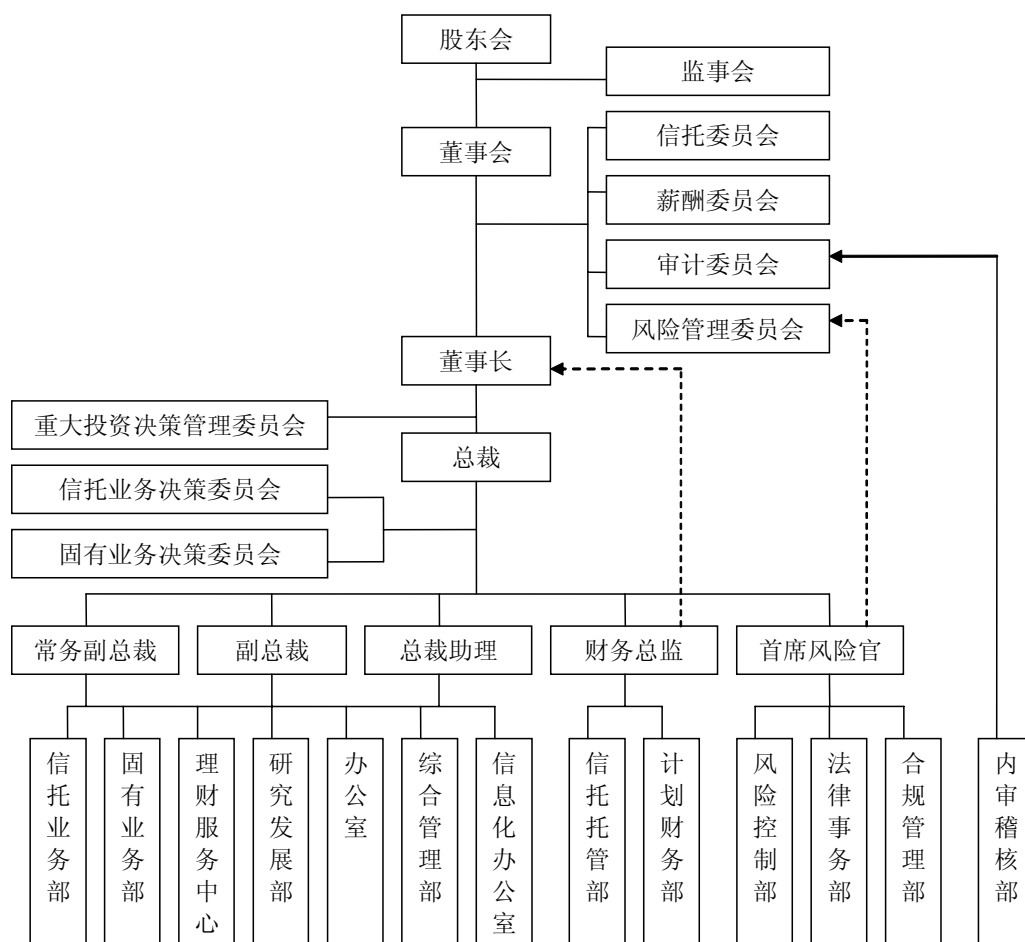 股东会
监事会
董事会
信托委员会
薪酬委员会
审计委员会
风险管理委员会
董事长
重大投资决策管理委员会
总裁
信托业务决策委员会
固有业务决策委员会
常务副总裁
副总裁
总裁助理
财务总监
首席风险官
信托业务部
固有业务部
理财服务中心
研究发展部
办公室
综合管理部
信息化办公室
信托托管部
计划财务部
风险控制部
法律事务部
合规管理部
内审稽核部